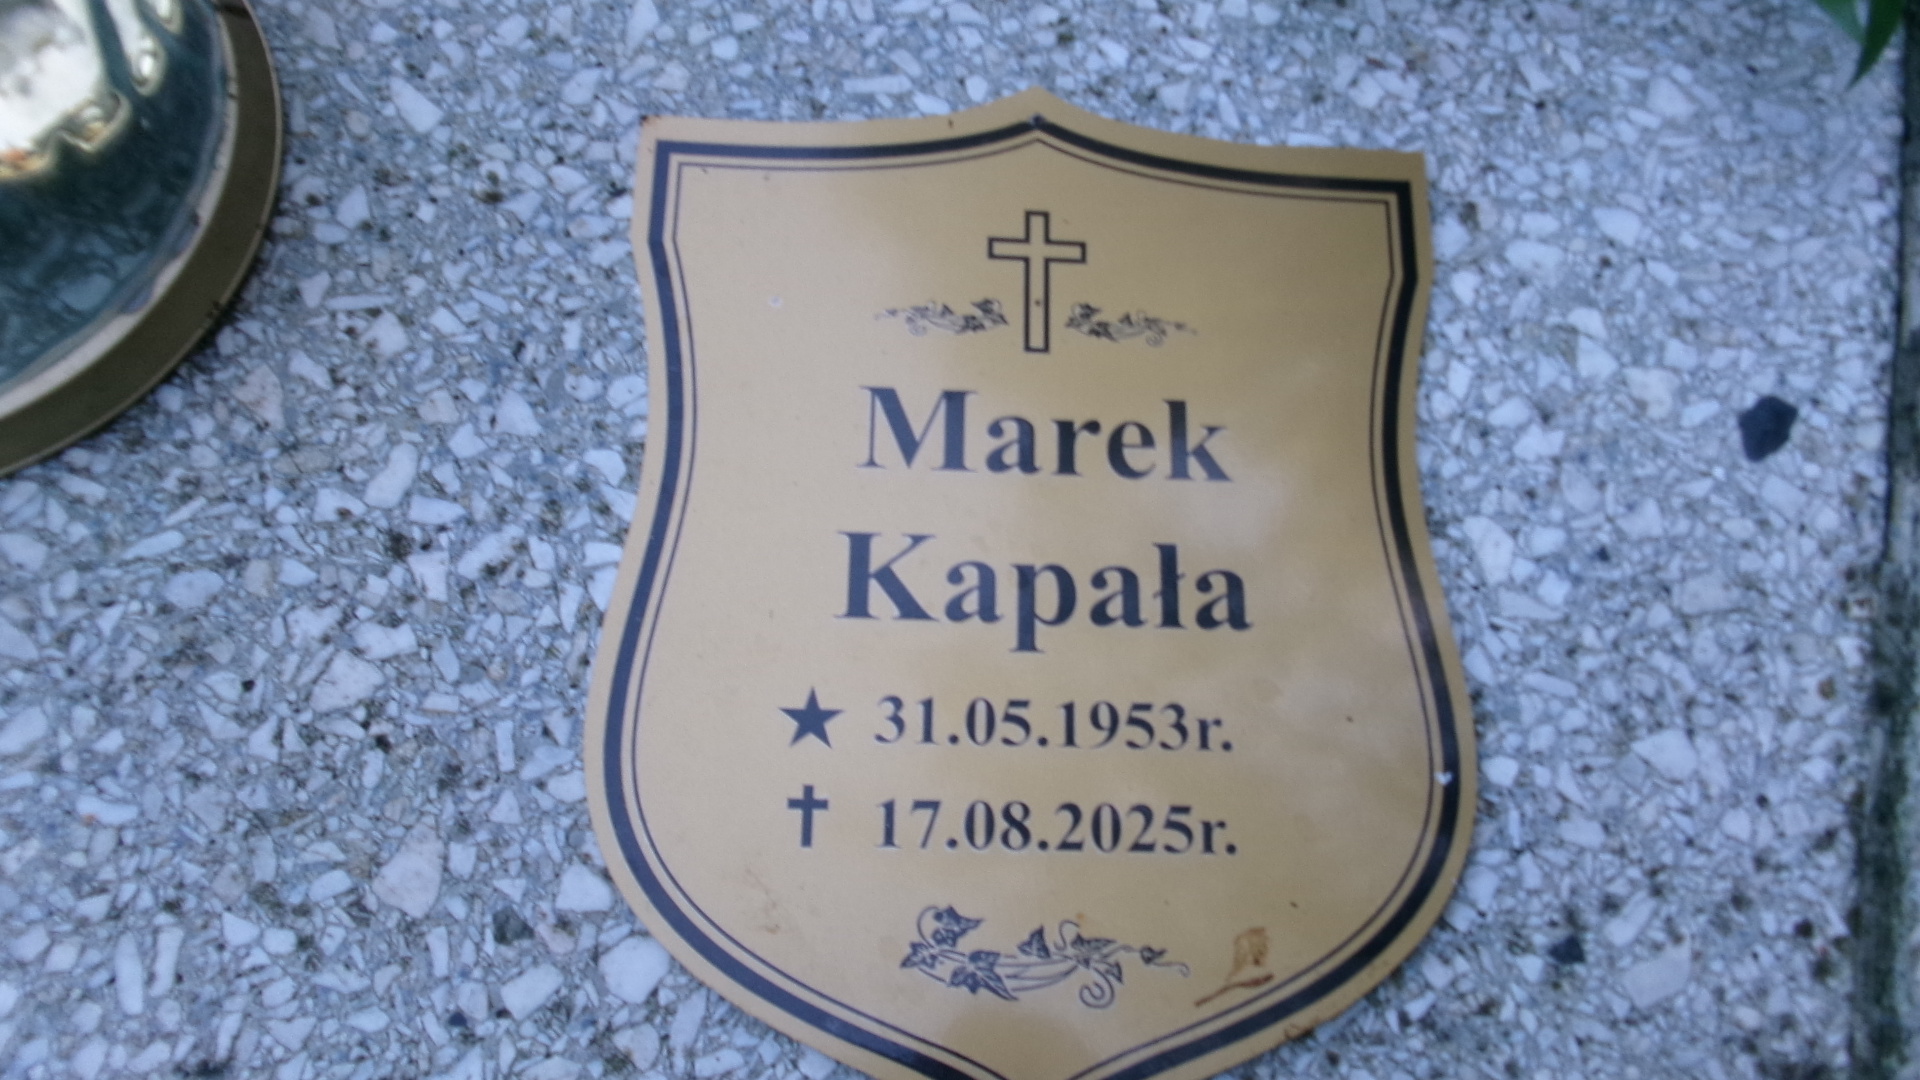 Marek
Kapała
★ 31.05.1953r.
✝ 17.08.2025r.